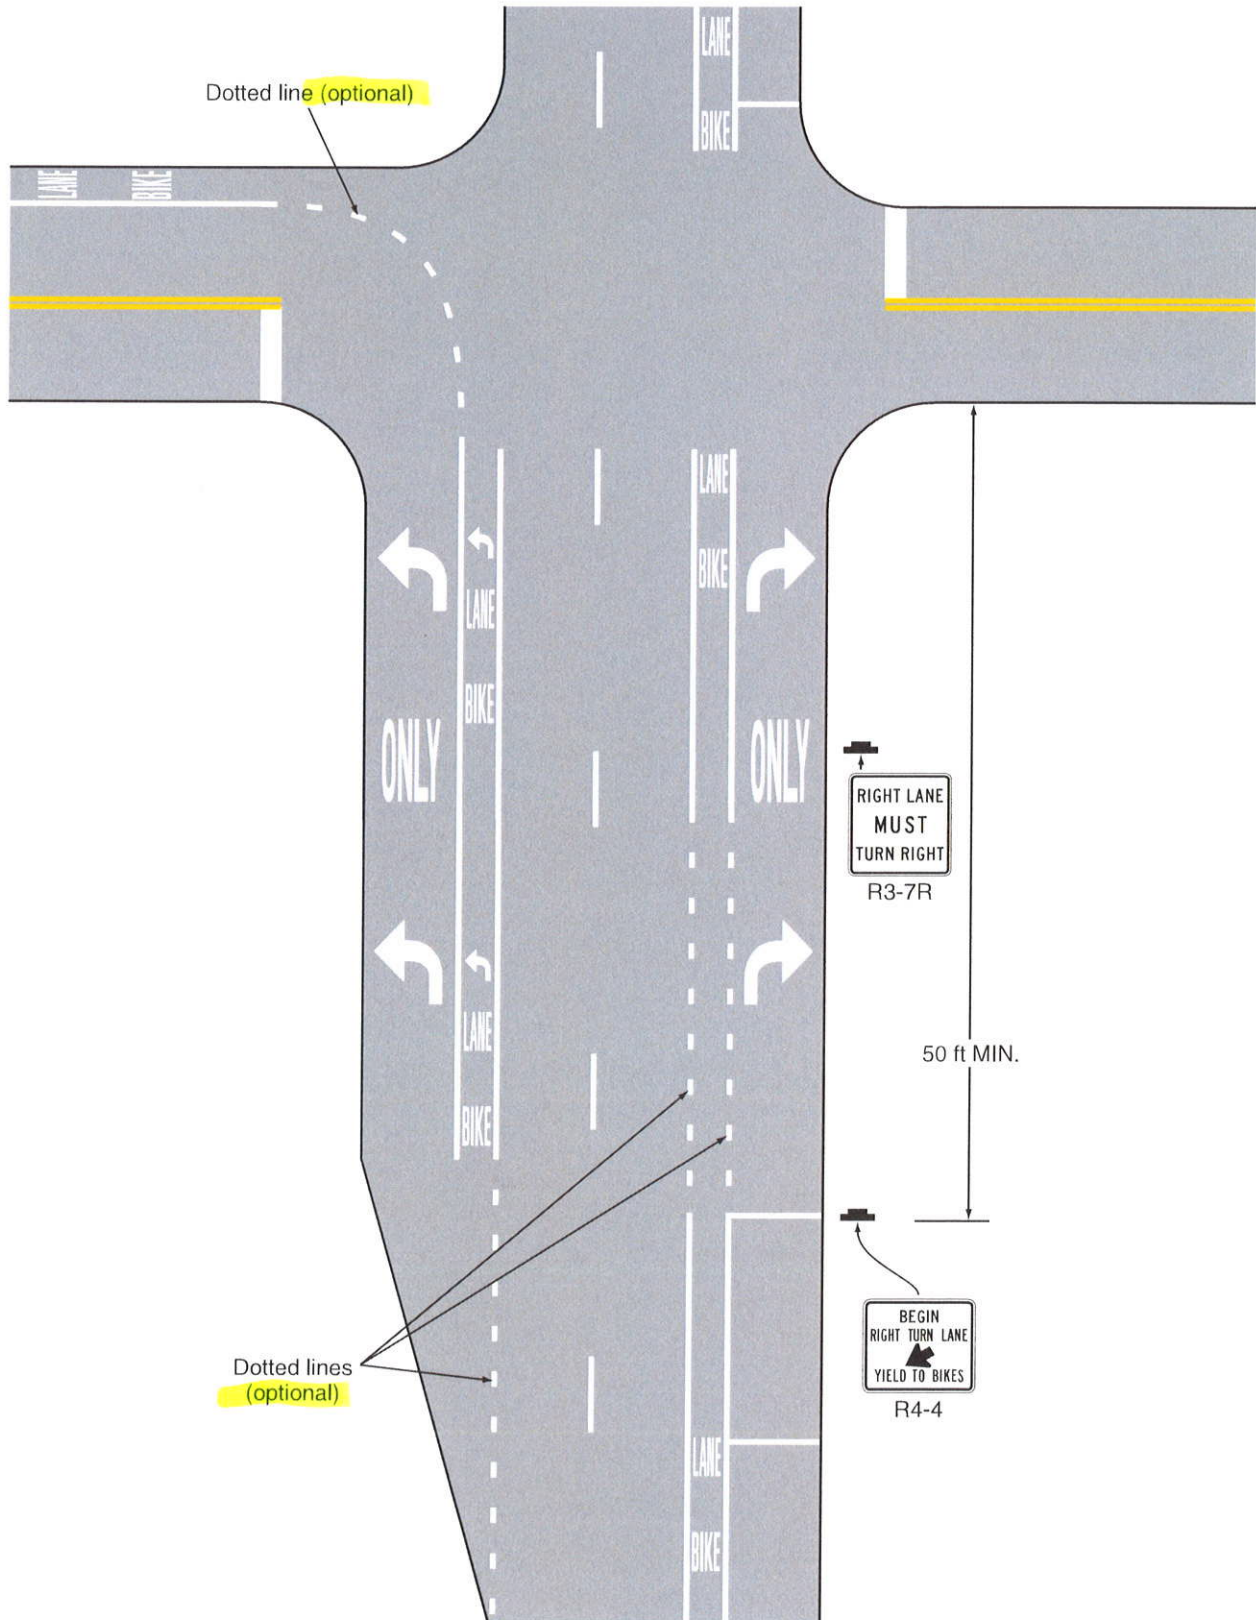 LANE
BIKE
Dotted line (optional)
LANE
BIKE
LANE
BIKE
LANE
BIKE
ONLY
ONLY
RIGHT LANE
MUST
TURN RIGHT
R3-7R
LANE
BIKE
50 ft MIN.
Dotted lines
(optional)
BEGIN
RIGHT TURN LANE
YIELD TO BIKES
R4-4
LANE
BIKE